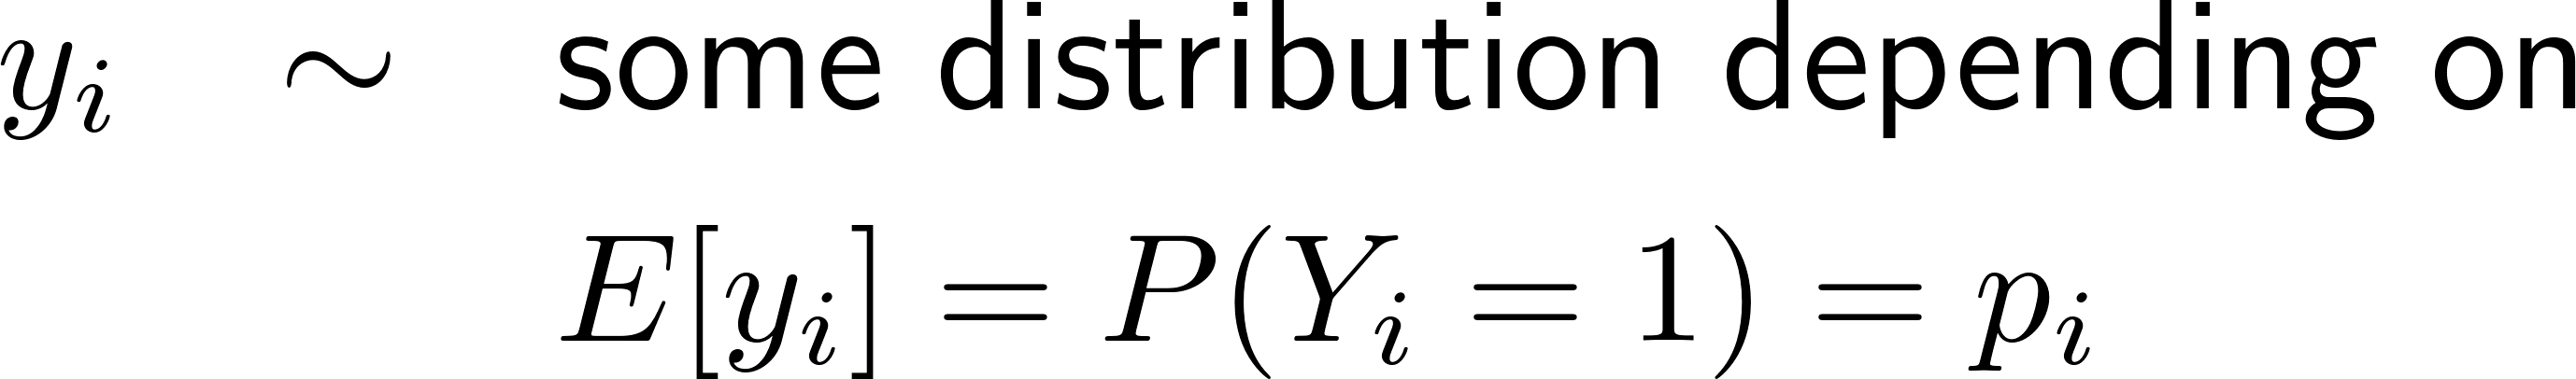 y_i ∼ some distribution depending on
E[y_i] = P(Y_i = 1) = p_i